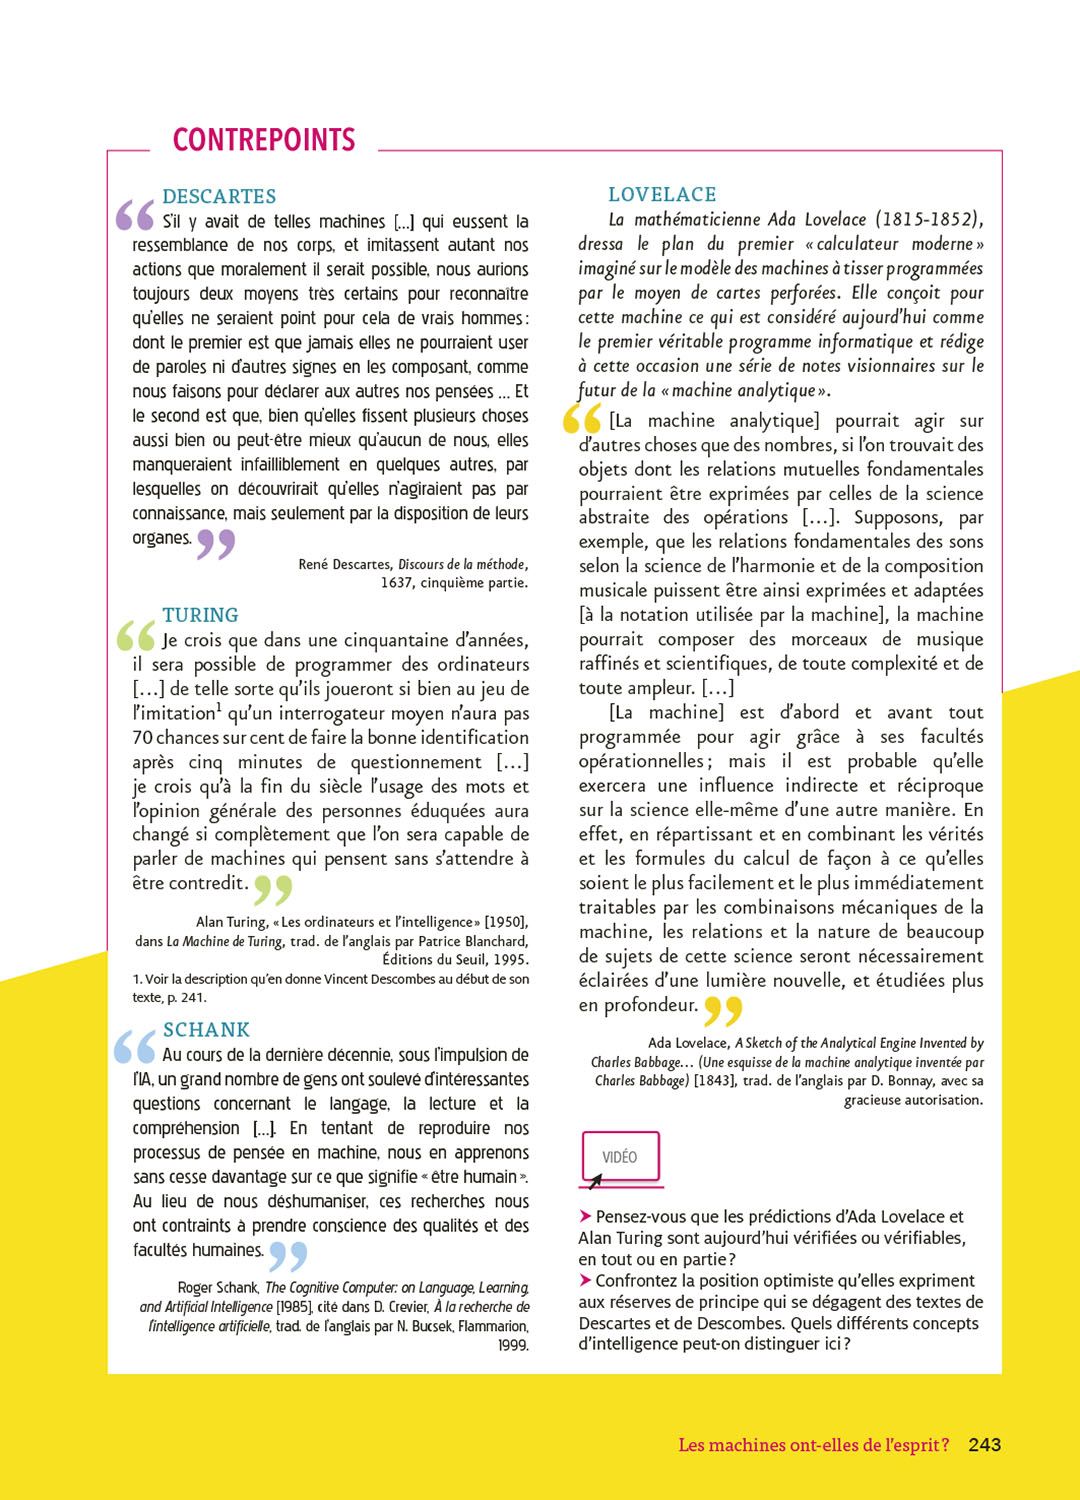 CONTREPOINTS
DESCARTES
“ S’il y avait de telles machines […] qui eussent la
ressemblance de nos corps, et imitassent autant nos
actions que moralement il serait possible, nous aurions
toujours deux moyens très certains pour reconnaître
qu’elles ne seraient point pour cela de vrais hommes :
dont le premier est que jamais elles ne pourraient user
de paroles ni d’autres signes en les composant, comme
nous faisons pour déclarer aux autres nos pensées … Et
le second est que, bien qu’elles fissent plusieurs choses
aussi bien ou peut-être mieux qu’aucun de nous, elles
manqueraient infailliblement en quelques autres, par
lesquelles on découvrirait qu’elles n’agiraient pas par
connaissance, mais seulement par la disposition de leurs
organes. ”
René Descartes, Discours de la méthode,
1637, cinquième partie.
TURING
“ Je crois que dans une cinquantaine d’années,
il sera possible de programmer des ordinateurs
[…] de telle sorte qu’ils joueront si bien au jeu de
l’imitation¹ qu’un interrogateur moyen n’aura pas
70 chances sur cent de faire la bonne identification
après cinq minutes de questionnement […]
je crois qu’à la fin du siècle l’usage des mots et
l’opinion générale des personnes éduquées aura
changé si complètement que l’on sera capable de
parler de machines qui pensent sans s’attendre à
être contredit. ”
Alan Turing, « Les ordinateurs et l’intelligence » [1950],
dans La Machine de Turing, trad. de l’anglais par Patrice Blanchard,
Éditions du Seuil, 1995.
1. Voir la description qu’en donne Vincent Descombes au début de son
texte, p. 241.
SCHANK
“ Au cours de la dernière décennie, sous l’impulsion de
l’IA, un grand nombre de gens ont soulevé d’intéressantes
questions concernant le langage, la lecture et la
compréhension […]. En tentant de reproduire nos
processus de pensée en machine, nous en apprenons
sans cesse davantage sur ce que signifie « être humain ».
Au lieu de nous déshumaniser, ces recherches nous
ont contraints à prendre conscience des qualités et des
facultés humaines. ”
Roger Schank, The Cognitive Computer: on Language, Learning,
and Artificial Intelligence [1985], cité dans D. Crevier, À la recherche de
l’intelligence artificielle, trad. de l’anglais par N. Bucsek, Flammarion,
1999.
LOVELACE
La mathématicienne Ada Lovelace (1815-1852),
dressa le plan du premier « calculateur moderne »
imaginé sur le modèle des machines à tisser programmées
par le moyen de cartes perforées. Elle conçoit pour
cette machine ce qui est considéré aujourd’hui comme
le premier véritable programme informatique et rédige
à cette occasion une série de notes visionnaires sur le
futur de la « machine analytique ».
“ [La machine analytique] pourrait agir sur
d’autres choses que des nombres, si l’on trouvait des
objets dont les relations mutuelles fondamentales
pourraient être exprimées par celles de la science
abstraite des opérations […]. Supposons, par
exemple, que les relations fondamentales des sons
selon la science de l’harmonie et de la composition
musicale puissent être ainsi exprimées et adaptées
[à la notation utilisée par la machine], la machine
pourrait composer des morceaux de musique
raffinés et scientifiques, de toute complexité et de
toute ampleur. […]
[La machine] est d’abord et avant tout
programmée pour agir grâce à ses facultés
opérationnelles ; mais il est probable qu’elle
exercera une influence indirecte et réciproque
sur la science elle-même d’une autre manière. En
effet, en répartissant et en combinant les vérités
et les formules du calcul de façon à ce qu’elles
soient le plus facilement et le plus immédiatement
traitables par les combinaisons mécaniques de la
machine, les relations et la nature de beaucoup
de sujets de cette science seront nécessairement
éclairées d’une lumière nouvelle, et étudiées plus
en profondeur. ”
Ada Lovelace, A Sketch of the Analytical Engine Invented by
Charles Babbage… (Une esquisse de la machine analytique inventée par
Charles Babbage) [1843], trad. de l’anglais par D. Bonnay, avec sa
gracieuse autorisation.
VIDÉO
➤ Pensez-vous que les prédictions d’Ada Lovelace et
Alan Turing sont aujourd’hui vérifiées ou vérifiables,
en tout ou en partie ?
➤ Confrontez la position optimiste qu’elles expriment
aux réserves de principe qui se dégagent des textes de
Descartes et de Descombes. Quels différents concepts
d’intelligence peut-on distinguer ici ?
Les machines ont-elles de l’esprit ? 243